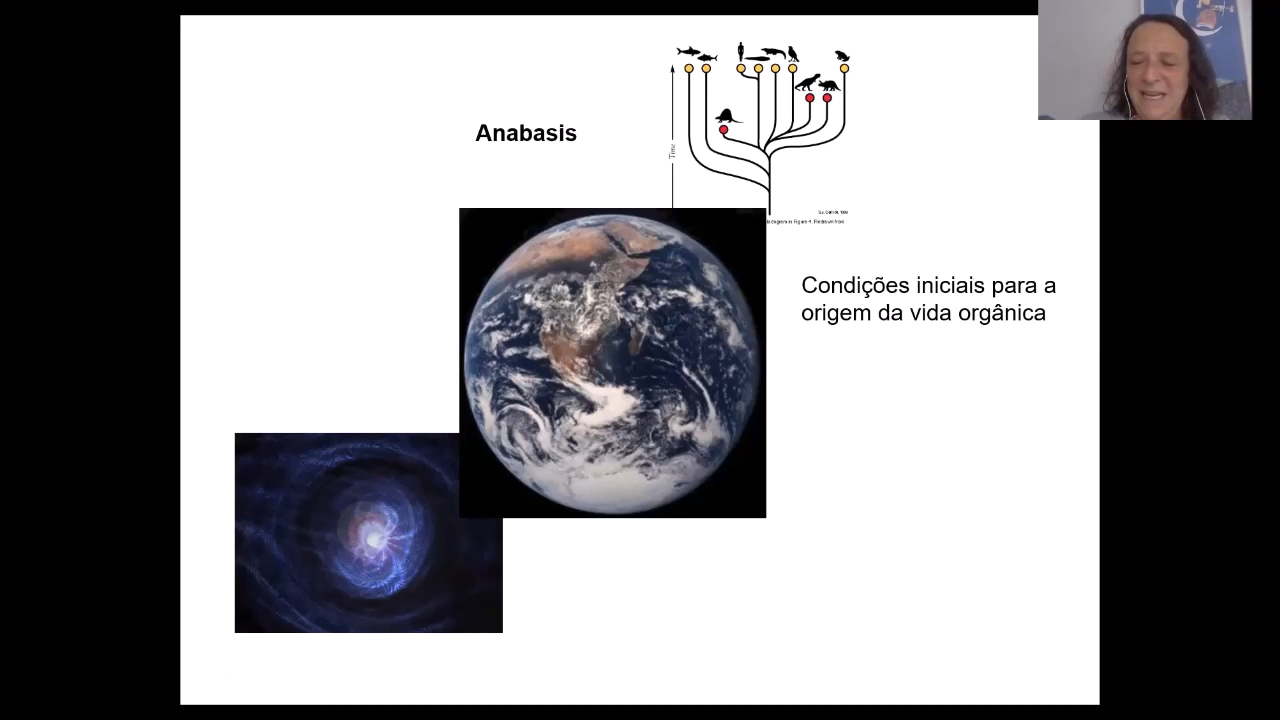 Anabasis
Time
Condições iniciais para a
origem da vida orgânica